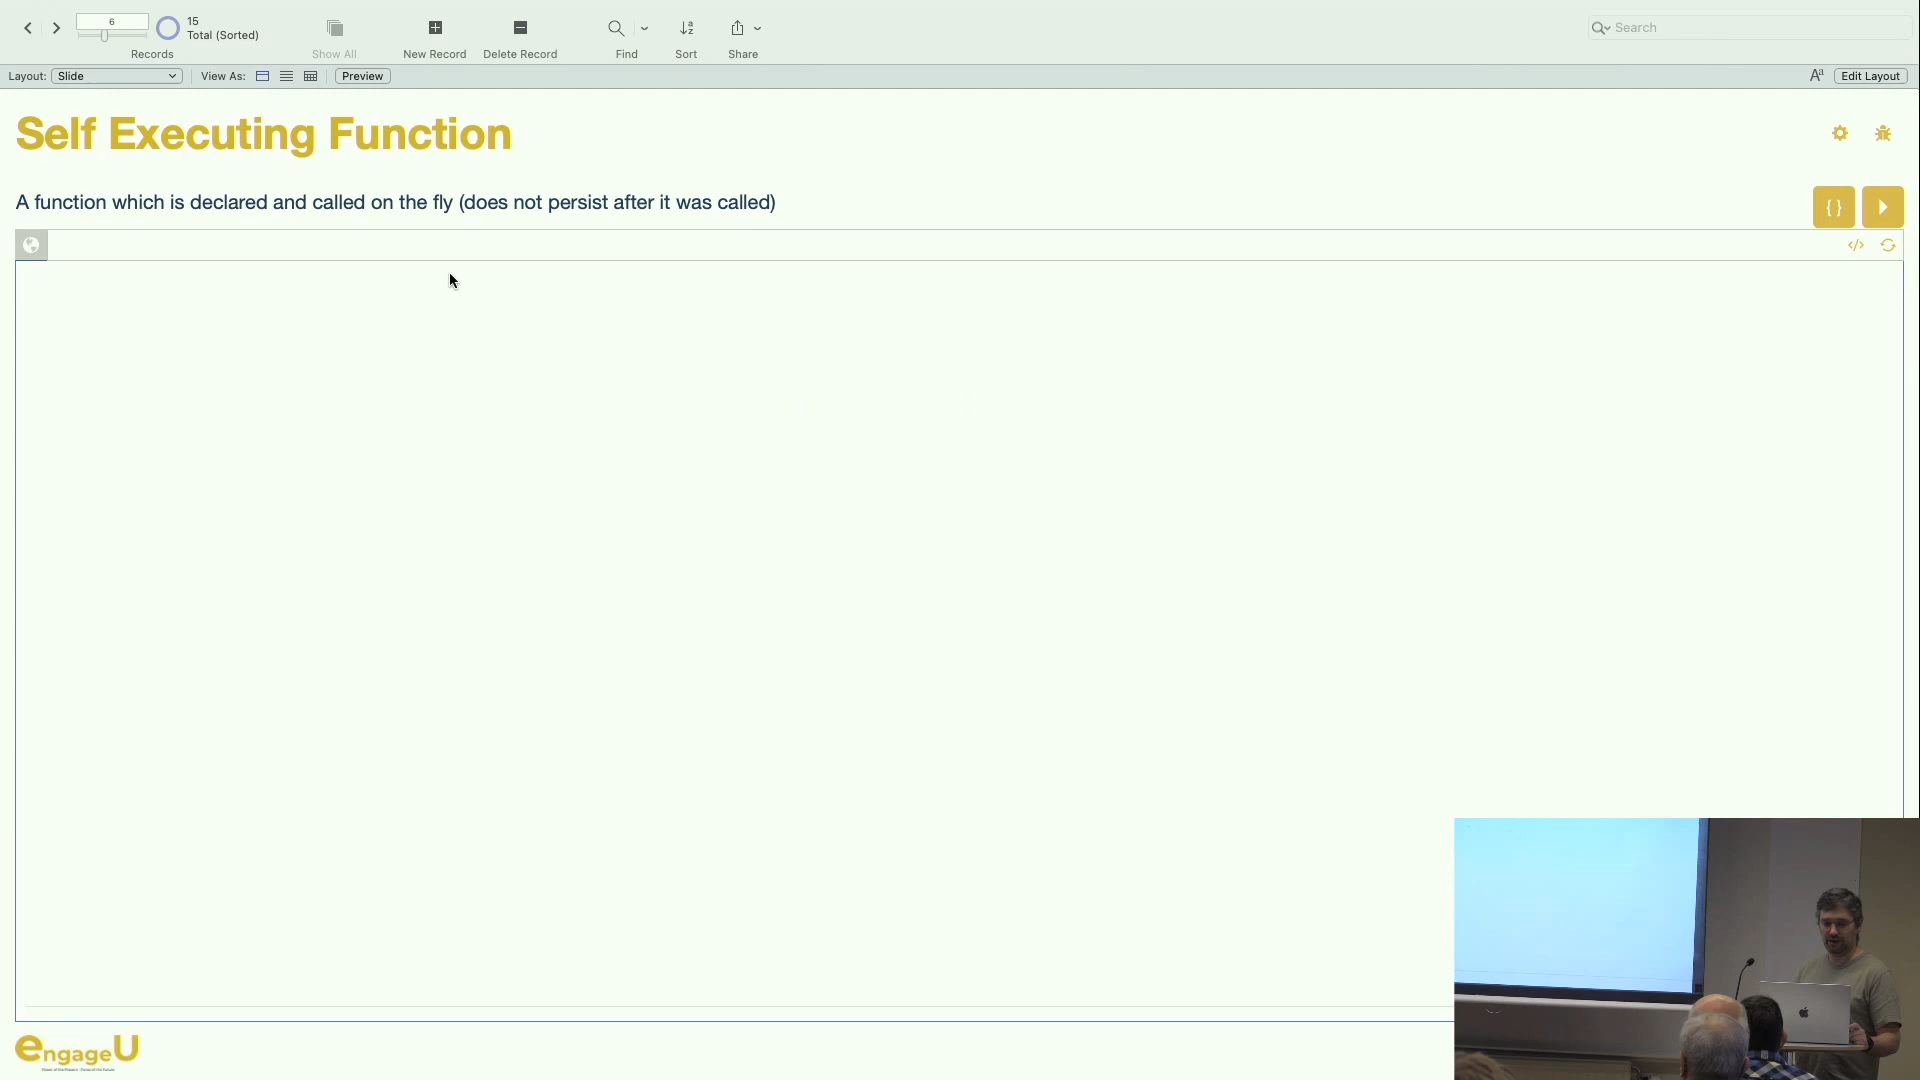 6
15
Total (Sorted)
Records
Show All
New Record
Delete Record
Find
Sort
Share
Search
Layout: Slide
View As:
Preview
Aa
Edit Layout
Self Executing Function
A function which is declared and called on the fly (does not persist after it was called)
{ }
</>
engageU